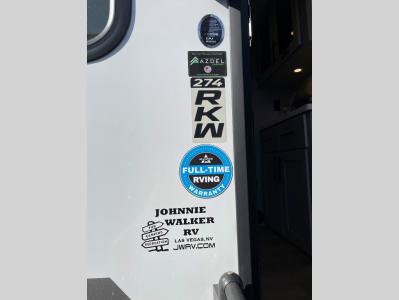 AZDEL
274
RKW
FULL-TIME
RVING
WARRANTY
JOHNNIE
WALKER
RV
LAS VEGAS, NV
JWRV.COM